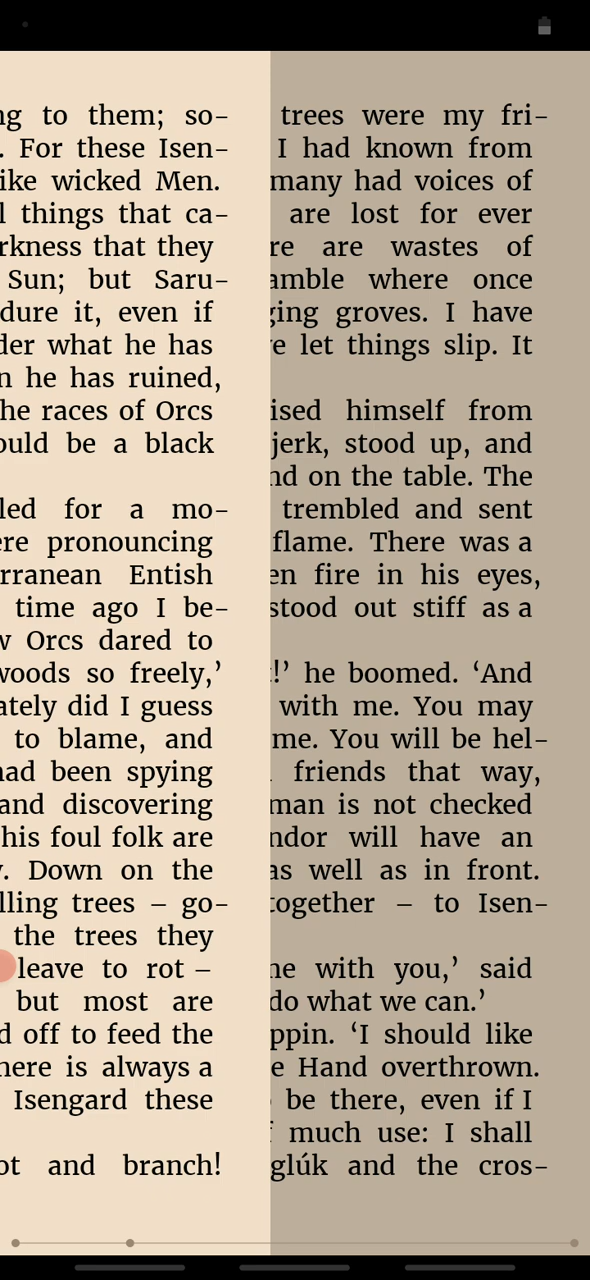 ng to them; so-
. For these Isen-
ike wicked Men.
l things that ca-
rkness that they
Sun; but Saru-
dure it, even if
der what he has
n he has ruined,
he races of Orcs
ould be a black
led for a mo-
ere pronouncing
rranean Entish
time ago I be-
w Orcs dared to
woods so freely,’
ately did I guess
to blame, and
had been spying
and discovering
his foul folk are
y. Down on the
lling trees – go-
the trees they
leave to rot –
but most are
d off to feed the
here is always a
Isengard these
ot and branch!
trees were my fri-
I had known from
many had voices of
are lost for ever
re are wastes of
amble where once
ging groves. I have
ve let things slip. It
ised himself from
jerk, stood up, and
nd on the table. The
trembled and sent
flame. There was a
en fire in his eyes,
stood out stiff as a
!’ he boomed. ‘And
with me. You may
me. You will be hel-
friends that way,
man is not checked
ndor will have an
as well as in front.
together – to Isen-
me with you,’ said
do what we can.’
ppin. ‘I should like
e Hand overthrown.
be there, even if I
f much use: I shall
glúk and the cros-